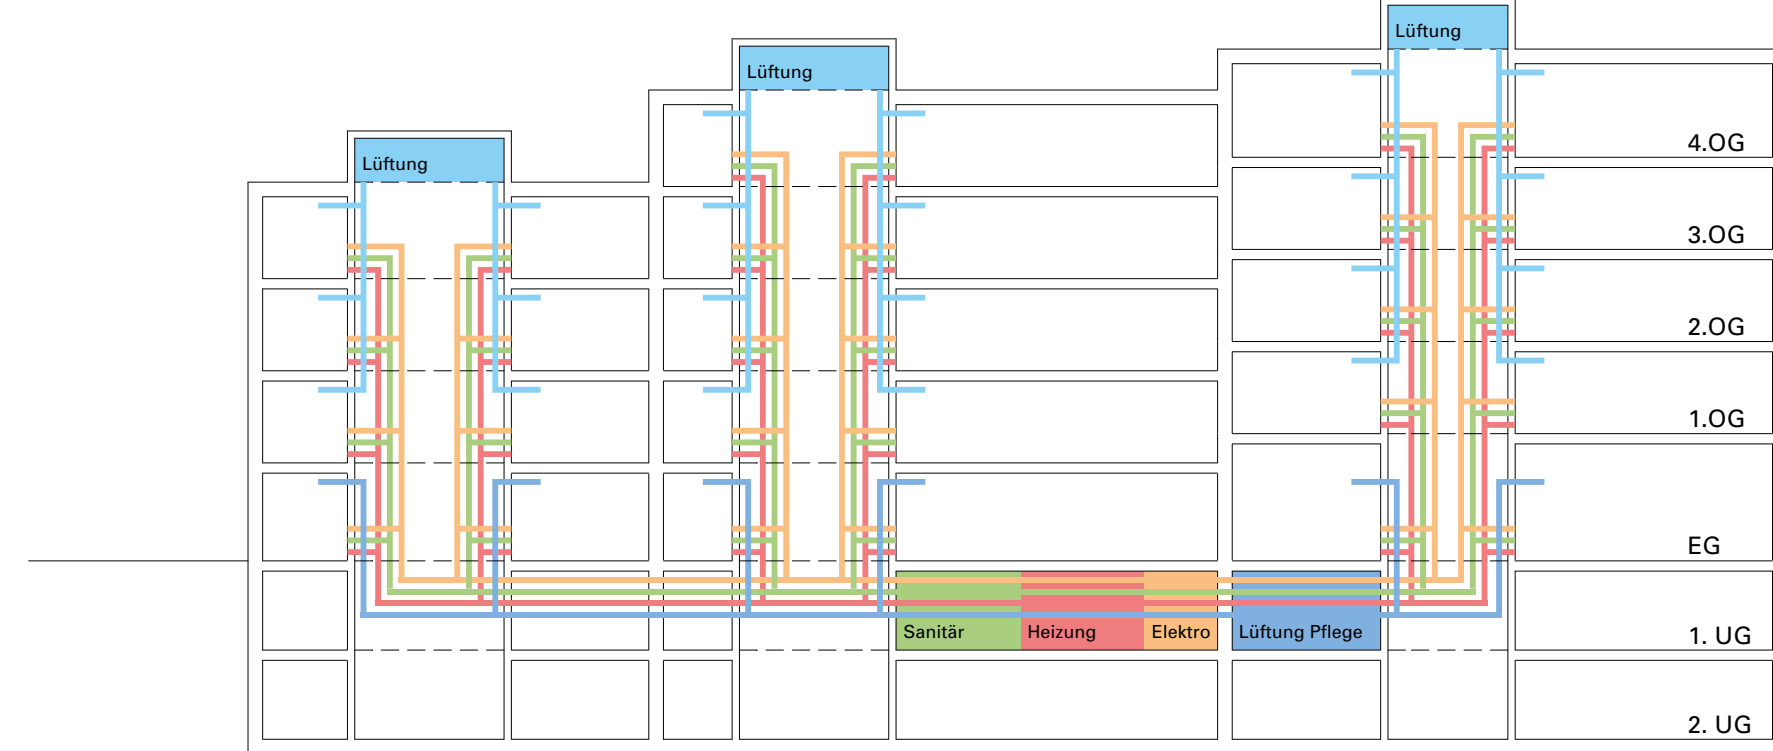 Lüftung
Lüftung
Lüftung
4.OG
3.OG
2.OG
1.OG
EG
Sanitär
Heizung
Elektro
Lüftung Pflege
1. UG
2. UG